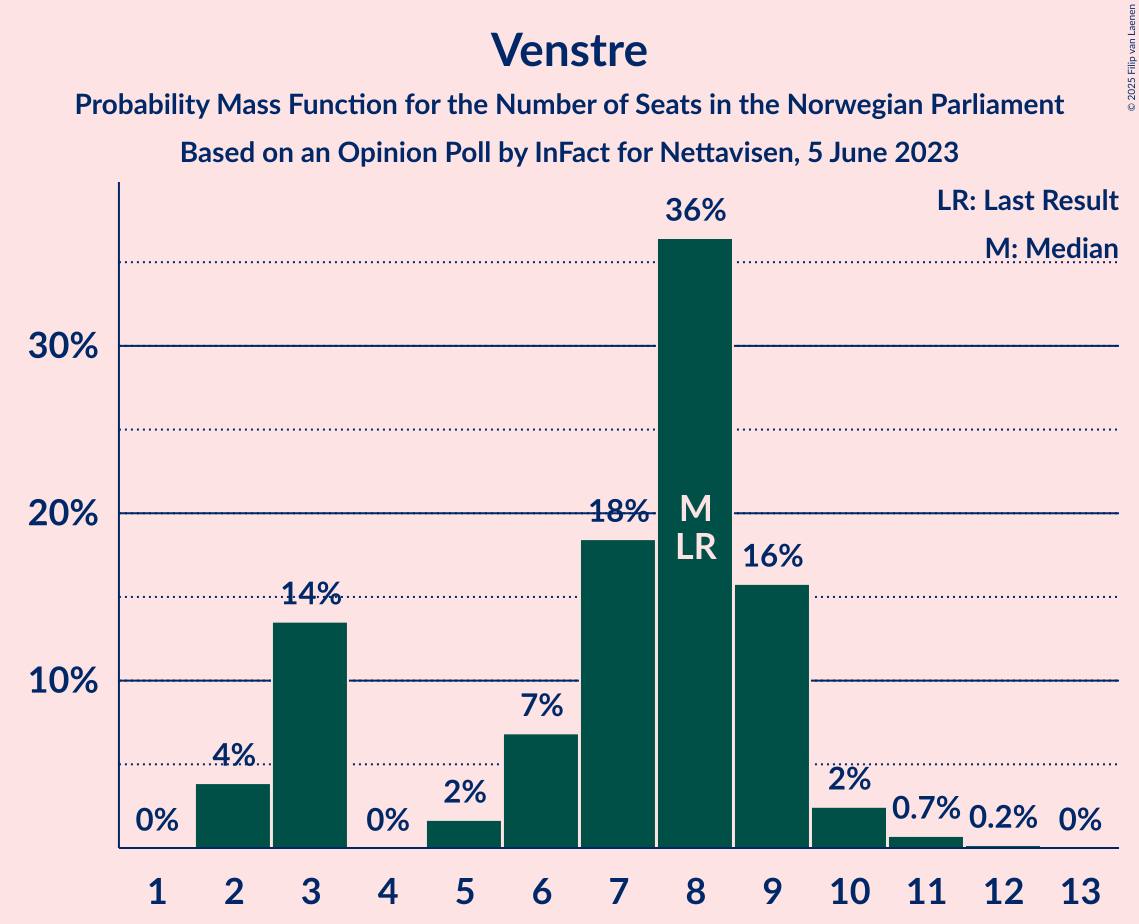 Venstre
Probability Mass Function for the Number of Seats in the Norwegian Parliament
Based on an Opinion Poll by InFact for Nettavisen, 5 June 2023
© 2025 Filip van Laenen
LR: Last Result
M: Median
36%
30%
20%
10%
M
LR
18%
16%
14%
7%
4%
2%
2%
0.7%
0.2%
0%
0%
0%
1 2 3 4 5 6 7 8 9 10 11 12 13